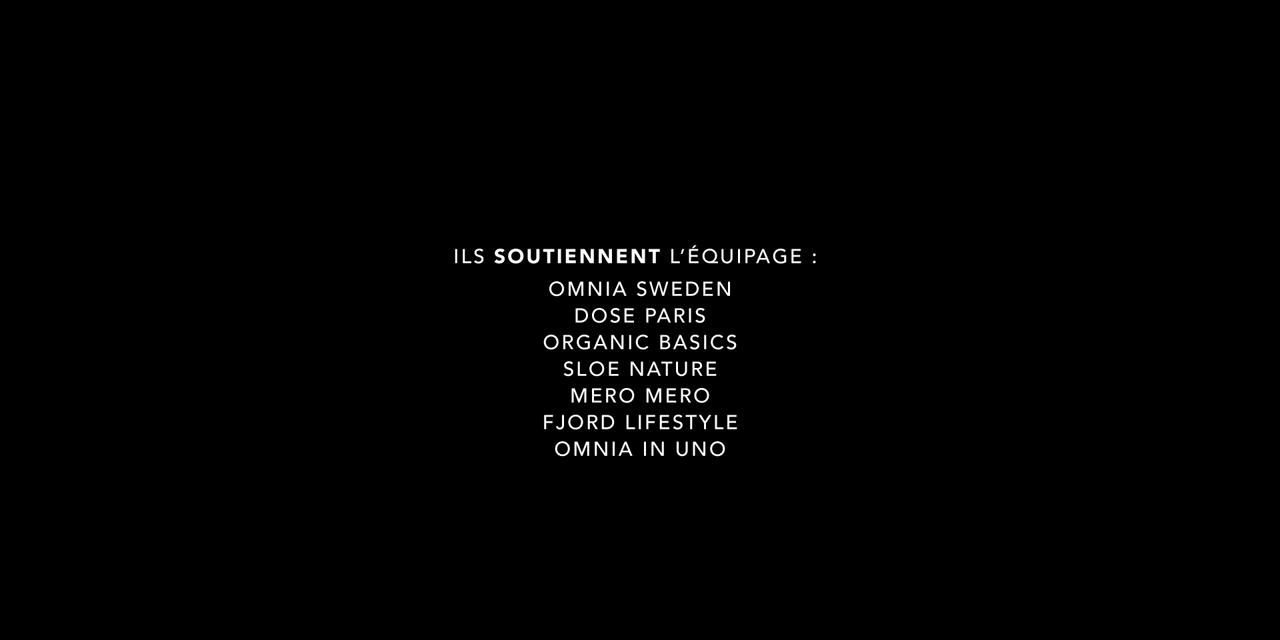 ILS SOUTIENNENT L’ÉQUIPAGE :
OMNIA SWEDEN
DOSE PARIS
ORGANIC BASICS
SLOE NATURE
MERO MERO
FJORD LIFESTYLE
OMNIA IN UNO